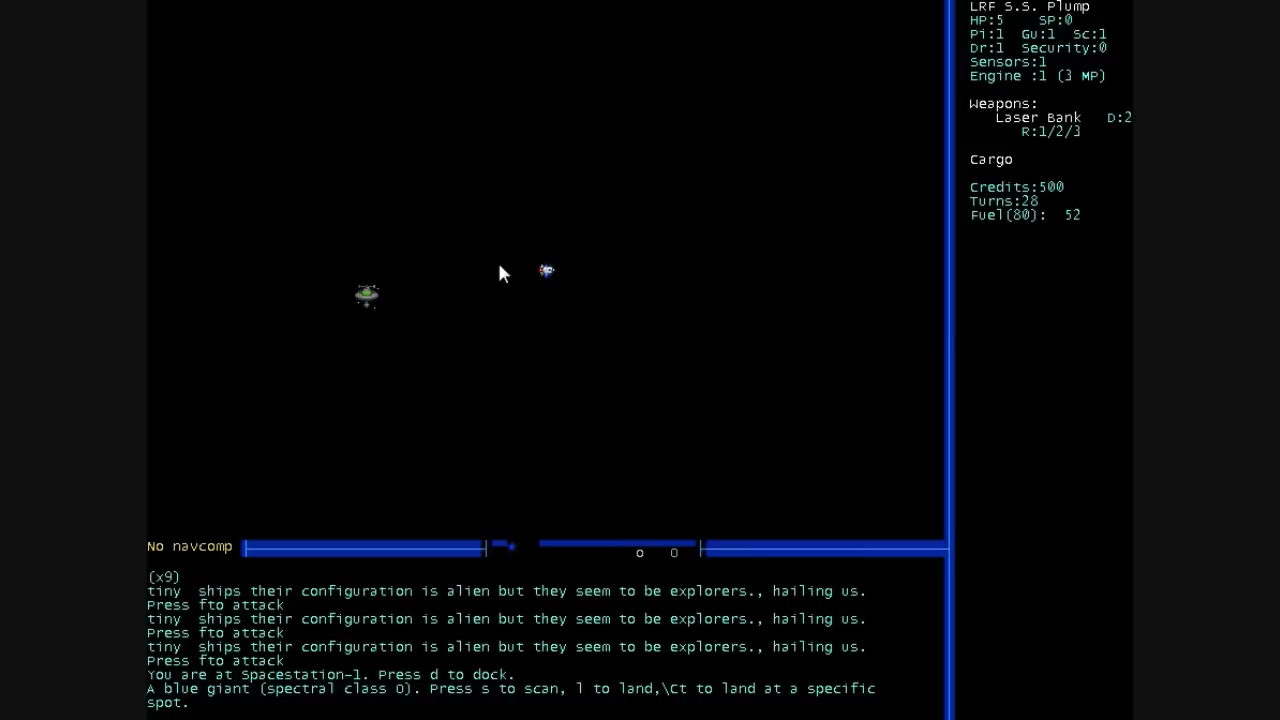 LRF S.S. Plump
HP:5 SP:0
Pi:1 Gu:1 Sc:1
Dr:1 Security:0
Sensors:1
Engine :1 (3 MP)
Weapons:
Laser Bank D:2
R:1/2/3
Cargo
Credits:500
Turns:28
Fuel(80): 52
No navcomp
o O
(x9)
tiny ships their configuration is alien but they seem to be explorers., hailing us.
Press fto attack
tiny ships their configuration is alien but they seem to be explorers., hailing us.
Press fto attack
tiny ships their configuration is alien but they seem to be explorers., hailing us.
Press fto attack
You are at Spacestation-1. Press d to dock.
A blue giant (spectral class O). Press s to scan, l to land,\Ct to land at a specific
spot.